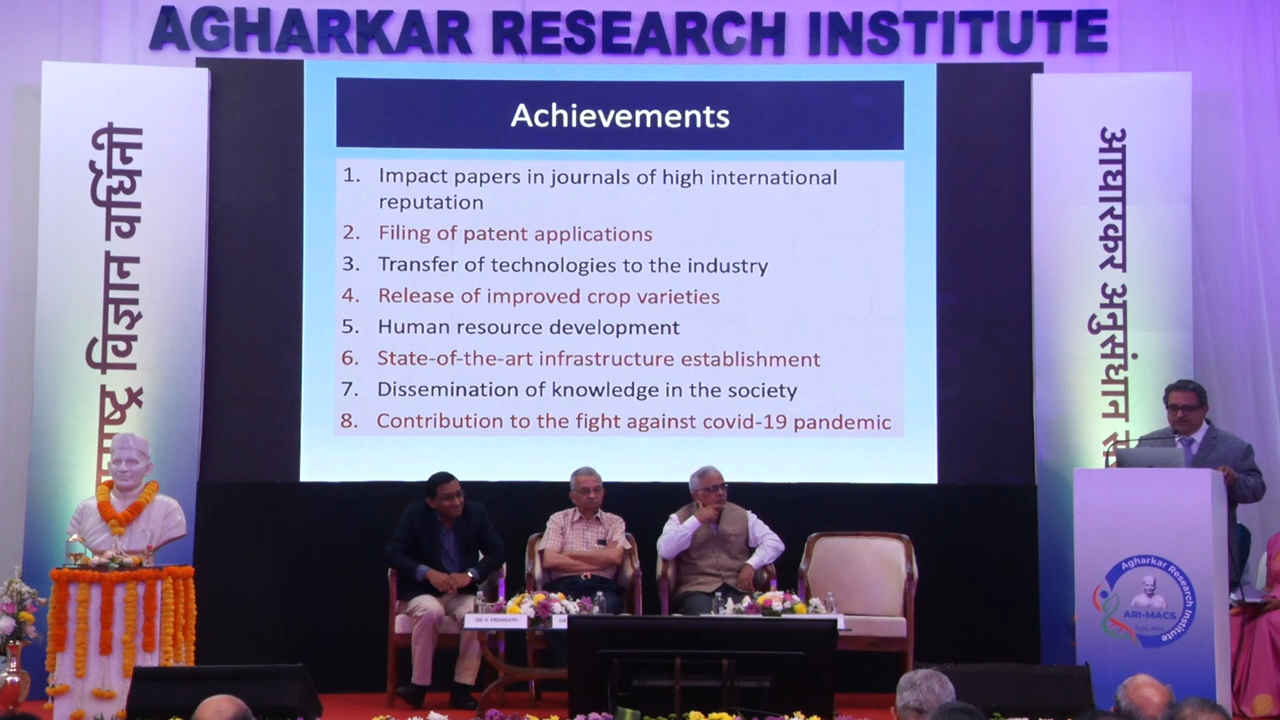 AGHARKAR RESEARCH INSTITUTE
Achievements
1. Impact papers in journals of high international
reputation
2. Filing of patent applications
3. Transfer of technologies to the industry
4. Release of improved crop varieties
5. Human resource development
6. State-of-the-art infrastructure establishment
7. Dissemination of knowledge in the society
8. Contribution to the fight against covid-19 pandemic
विज्ञान वर्धिनी
आघारकर अनुसंधान
DR. V. PREMNATH
Agharkar Research Institute
ARI-MACS